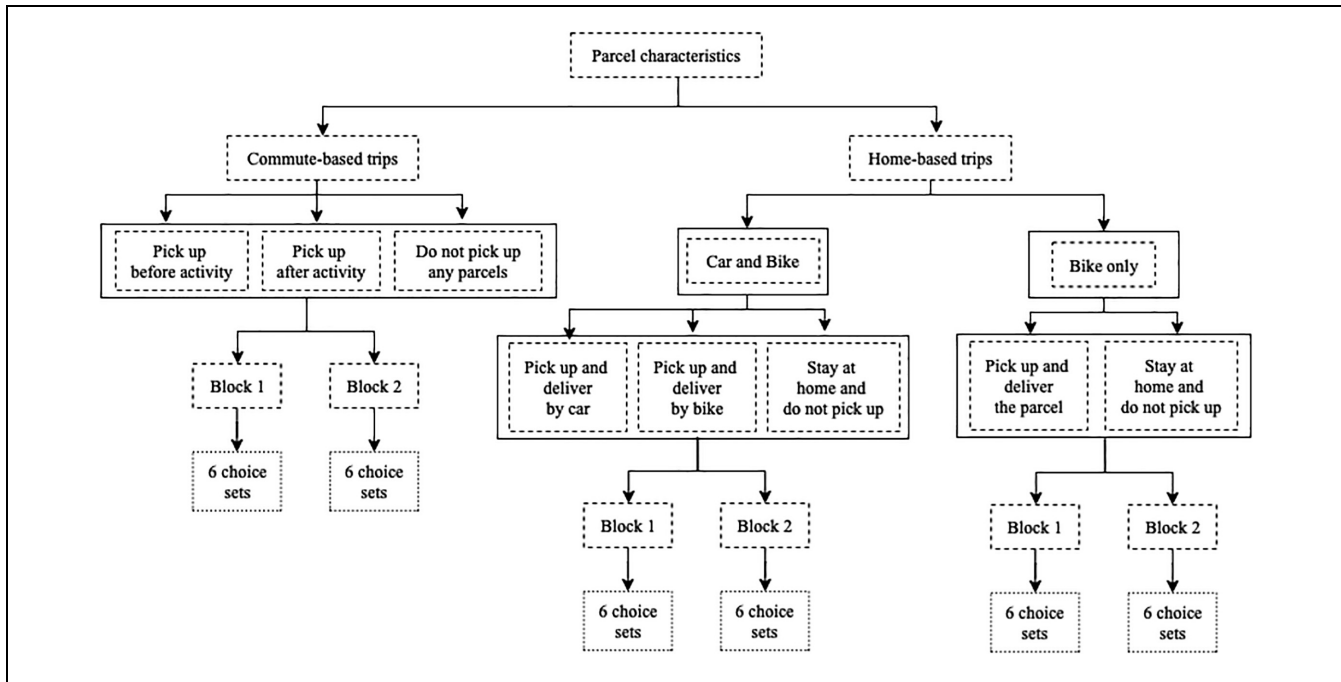 Parcel characteristics
Commute-based trips
Home-based trips
Pick up
before activity
Pick up
after activity
Do not pick up
any parcels
Car and Bike
Bike only
Block 1
Block 2
Pick up and
deliver
by car
Pick up and
deliver
by bike
Stay at
home and
do not pick up
Pick up and
deliver
the parcel
Stay at
home and
do not pick up
6 choice
sets
6 choice
sets
Block 1
Block 2
Block 1
Block 2
6 choice
sets
6 choice
sets
6 choice
sets
6 choice
sets